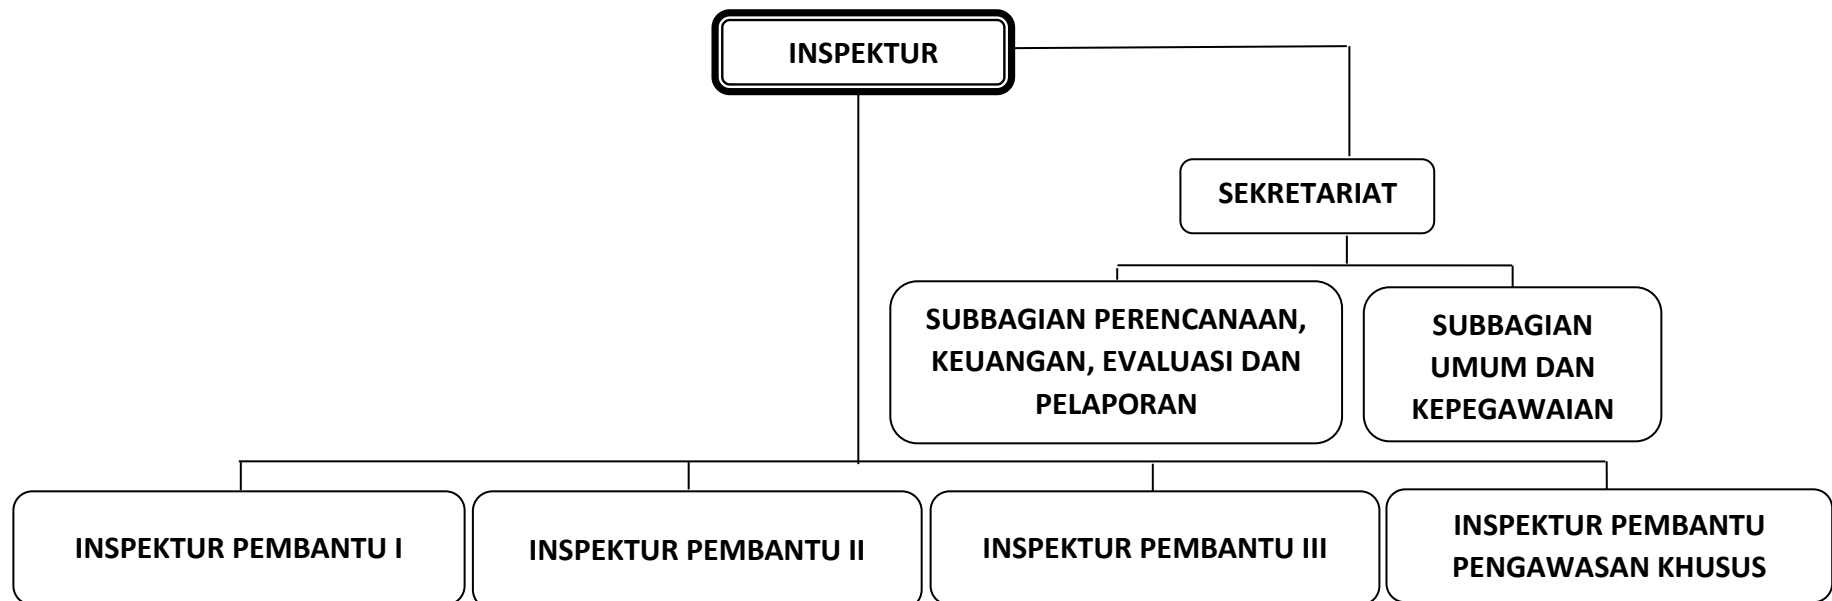 INSPEKTUR
SEKRETARIAT
SUBBAGIAN PERENCANAAN,
KEUANGAN, EVALUASI DAN
PELAPORAN
SUBBAGIAN
UMUM DAN
KEPEGAWAIAN
INSPEKTUR PEMBANTU I
INSPEKTUR PEMBANTU II
INSPEKTUR PEMBANTU III
INSPEKTUR PEMBANTU
PENGAWASAN KHUSUS